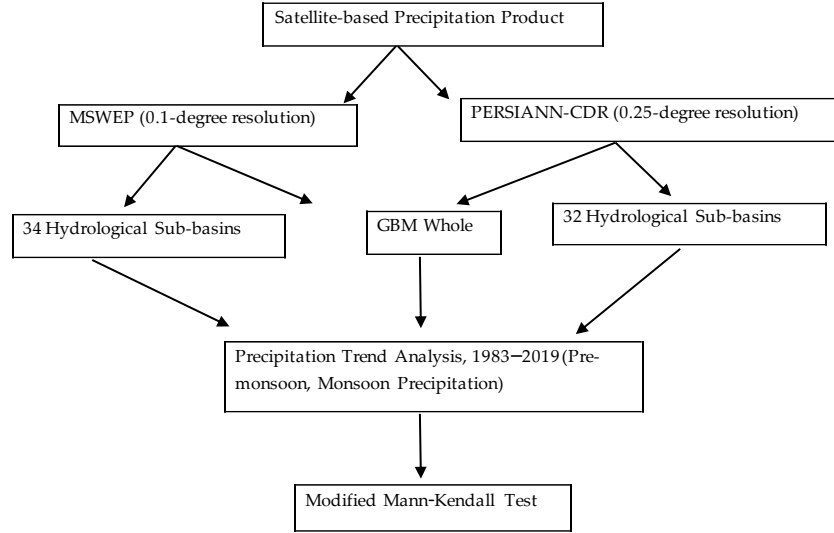 Satellite-based Precipitation Product
MSWEP (0.1-degree resolution)
PERSIANN-CDR (0.25-degree resolution)
34 Hydrological Sub-basins
GBM Whole
32 Hydrological Sub-basins
Precipitation Trend Analysis, 1983–2019 (Pre-
monsoon, Monsoon Precipitation)
Modified Mann-Kendall Test